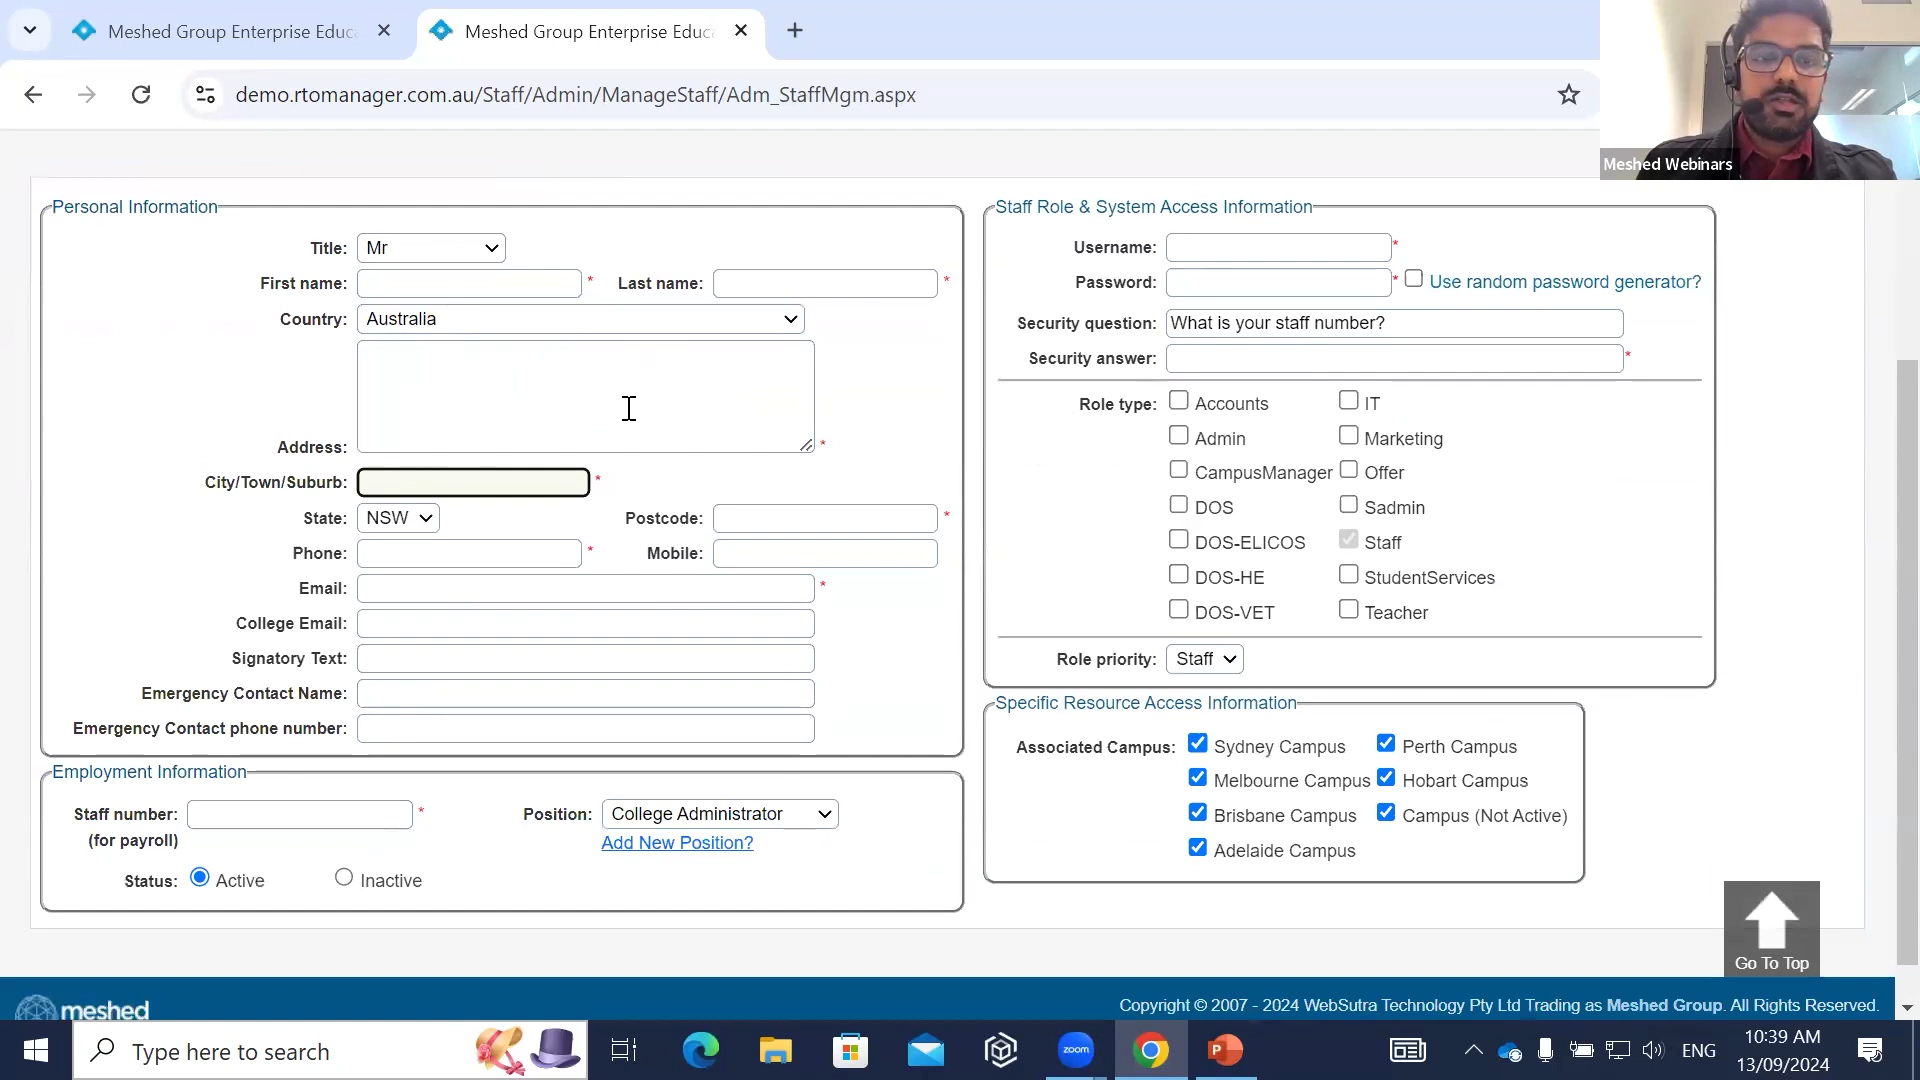 Meshed Group Enterprise Educ
Meshed Group Enterprise Educa
demo.rtomanager.com.au/Staff/Admin/ManageStaff/Adm_StaffMgm.aspx
Meshed Webinars
Personal Information
Title: Mr
First name: * Last name: *
Country: Australia
Address: *
City/Town/Suburb: *
State: NSW Postcode: *
Phone: * Mobile:
Email: *
College Email:
Signatory Text:
Emergency Contact Name:
Emergency Contact phone number:
Employment Information
Staff number: * Position: College Administrator
(for payroll) Add New Position?
Status: Active Inactive
Staff Role & System Access Information
Username: *
Password: * Use random password generator?
Security question: What is your staff number?
Security answer: *
Role type: Accounts IT
Admin Marketing
CampusManager Offer
DOS Sadmin
DOS-ELICOS Staff
DOS-HE StudentServices
DOS-VET Teacher
Role priority: Staff
Specific Resource Access Information
Associated Campus: Sydney Campus Perth Campus
Melbourne Campus Hobart Campus
Brisbane Campus Campus (Not Active)
Adelaide Campus
Go To Top
meshed
Copyright © 2007 - 2024 WebSutra Technology Pty Ltd Trading as Meshed Group. All Rights Reserved.
Type here to search
zoom
P
ENG
10:39 AM
13/09/2024